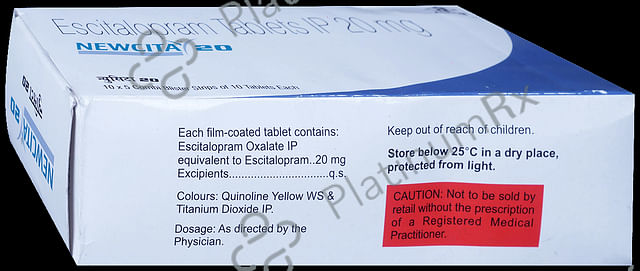 Escitalopram Tablets IP 20 mg
NEWCITA 20
न्यूसिटा 20
10 x 5 Combi Blister Strips of 10 Tablets Each
न्यूसिटा 20
NEWCITA 20
Each film-coated tablet contains:
Escitalopram Oxalate IP
equivalent to Escitalopram..20 mg
Excipients................................q.s.
Colours: Quinoline Yellow WS &
Titanium Dioxide IP.
Dosage: As directed by the
Physician.
Keep out of reach of children.
Store below 25°C in a dry place,
protected from light.
CAUTION: Not to be sold by
retail without the prescription
of a Registered Medical
Practitioner.
PlatinumRx